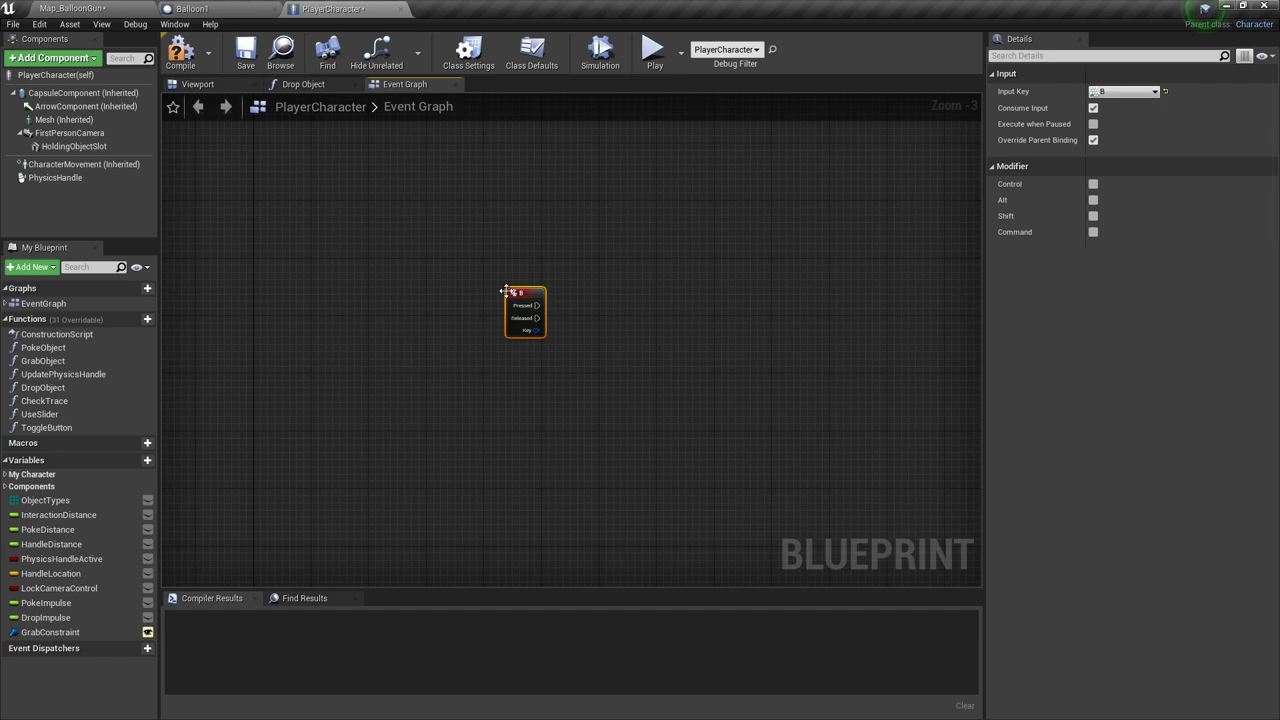 Map_BalloonGun*
Balloon1
PlayerCharacter*
File Edit Asset View Debug Window Help
Parent class: Character
Components
Add Component
Search
PlayerCharacter(self)
CapsuleComponent (Inherited)
ArrowComponent (Inherited)
Mesh (Inherited)
FirstPersonCamera
HoldingObjectSlot
CharacterMovement (Inherited)
PhysicsHandle
Compile
Save
Browse
Find
Hide Unrelated
Class Settings
Class Defaults
Simulation
Play
PlayerCharacter
Debug Filter
Viewport
Drop Object
Event Graph
PlayerCharacter > Event Graph
Zoom -3
B
Pressed
Released
Key
BLUEPRINT
Compiler Results
Find Results
Clear
My Blueprint
Add New
Search
Graphs
EventGraph
Functions (31 Overridable)
ConstructionScript
PokeObject
GrabObject
UpdatePhysicsHandle
DropObject
CheckTrace
UseSlider
ToggleButton
Macros
Variables
My Character
Components
ObjectTypes
InteractionDistance
PokeDistance
HandleDistance
PhysicsHandleActive
HandleLocation
LockCameraControl
PokeImpulse
DropImpulse
GrabConstraint
Event Dispatchers
Details
Search Details
Input
Input Key
B
Consume Input
Execute when Paused
Override Parent Binding
Modifier
Control
Alt
Shift
Command